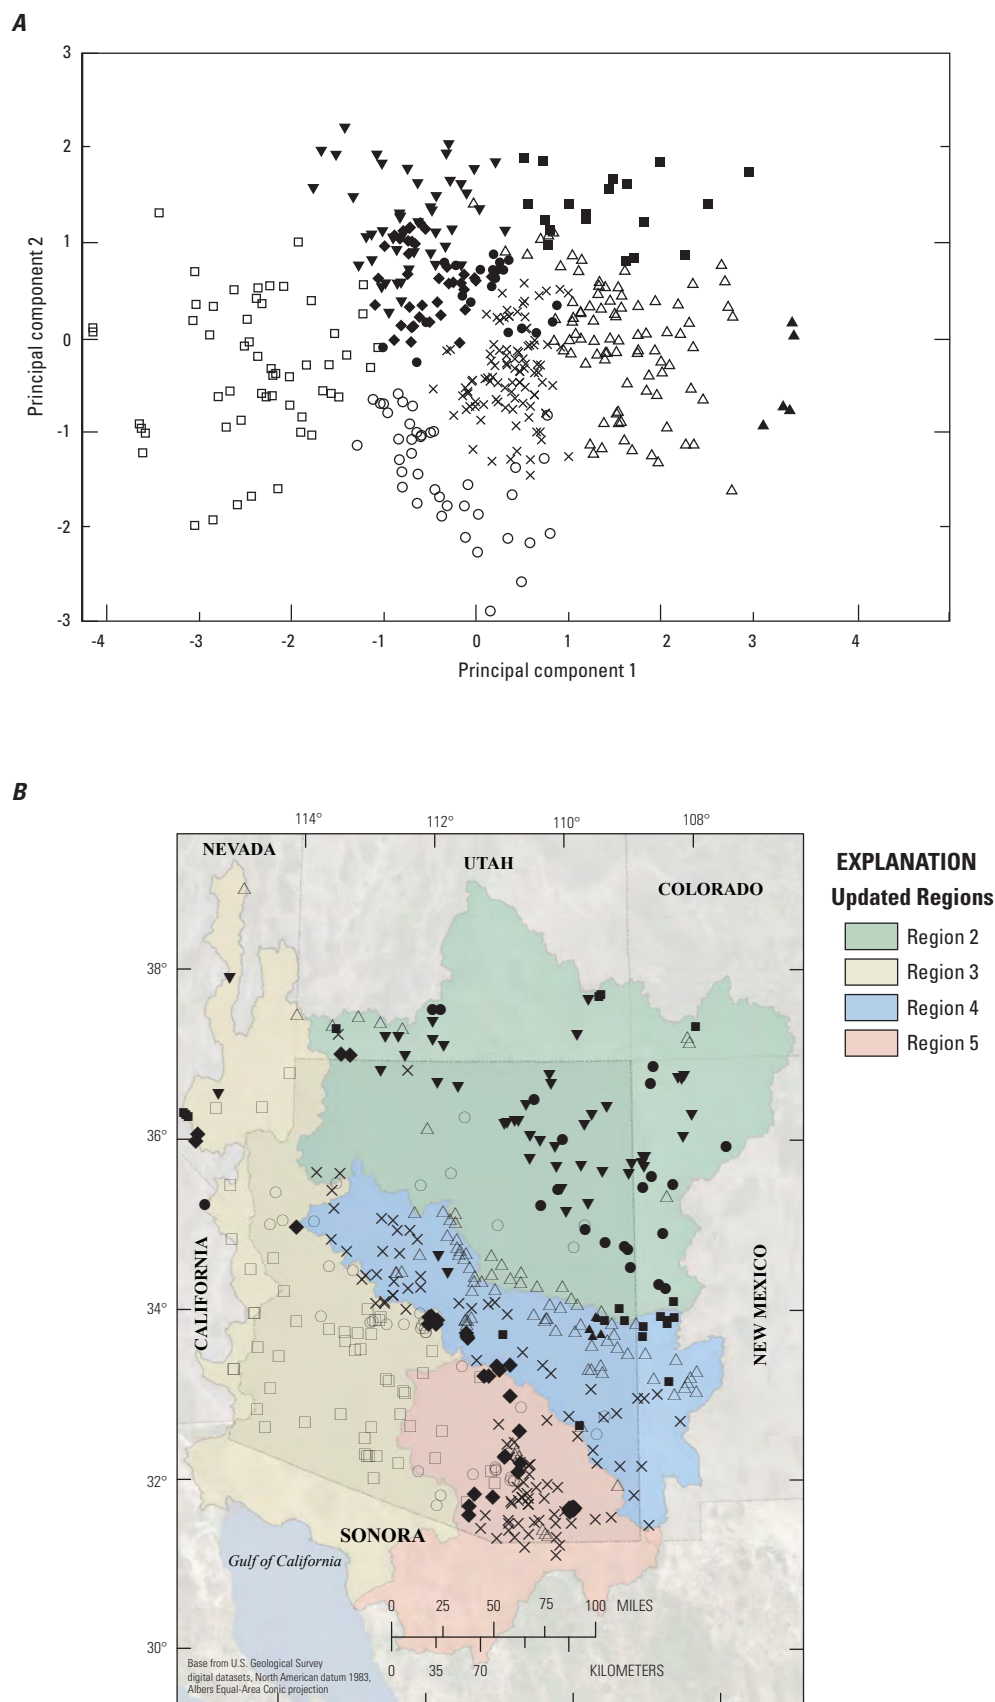 A
3
2
1
0
-1
-2
-3
Principal component 2
-4
-3
-2
-1
0
1
2
3
4
Principal component 1
B
114°
112°
110°
108°
NEVADA
UTAH
COLORADO
38°
36°
34°
32°
30°
CALIFORNIA
NEW MEXICO
SONORA
Gulf of California
0 25 50 75 100 MILES
0 35 70 KILOMETERS
Base from U.S. Geological Survey
digital datasets, North American datum 1983,
Albers Equal-Area Conic projection
EXPLANATION
Updated Regions
Region 2
Region 3
Region 4
Region 5